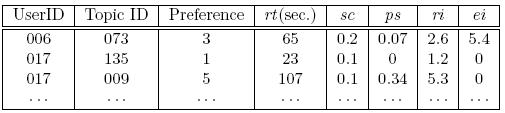 UserID Topic ID Preference rt(sec.) sc ps ri ei
006 073 3 65 0.2 0.07 2.6 5.4
017 135 1 23 0.1 0 1.2 0
017 009 5 107 0.1 0.34 5.3 0
... ... ... ... ... ... ... ...